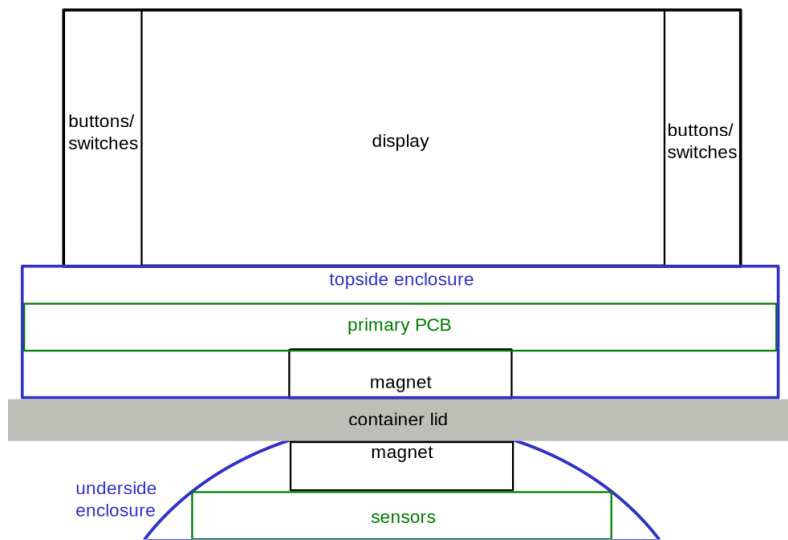 buttons/
switches
display
buttons/
switches
topside enclosure
primary PCB
magnet
container lid
magnet
underside
enclosure
sensors